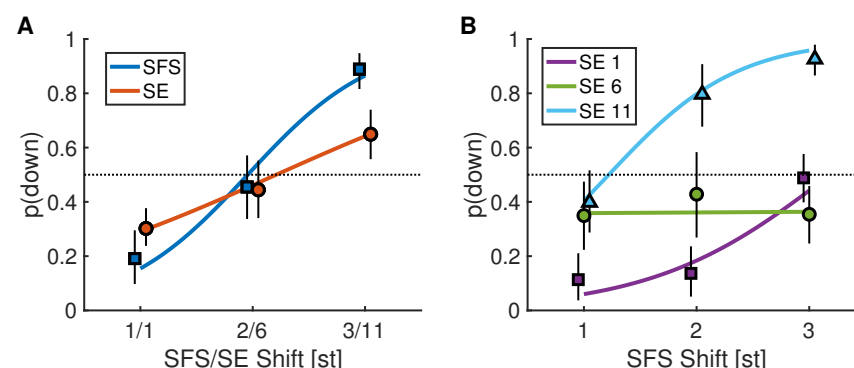 A
1
0.8
0.6
0.4
0.2
0
p(down)
SFS
SE
1/1 2/6 3/11
SFS/SE Shift [st]
B
1
0.8
0.6
0.4
0.2
0
p(down)
SE 1
SE 6
SE 11
1 2 3
SFS Shift [st]